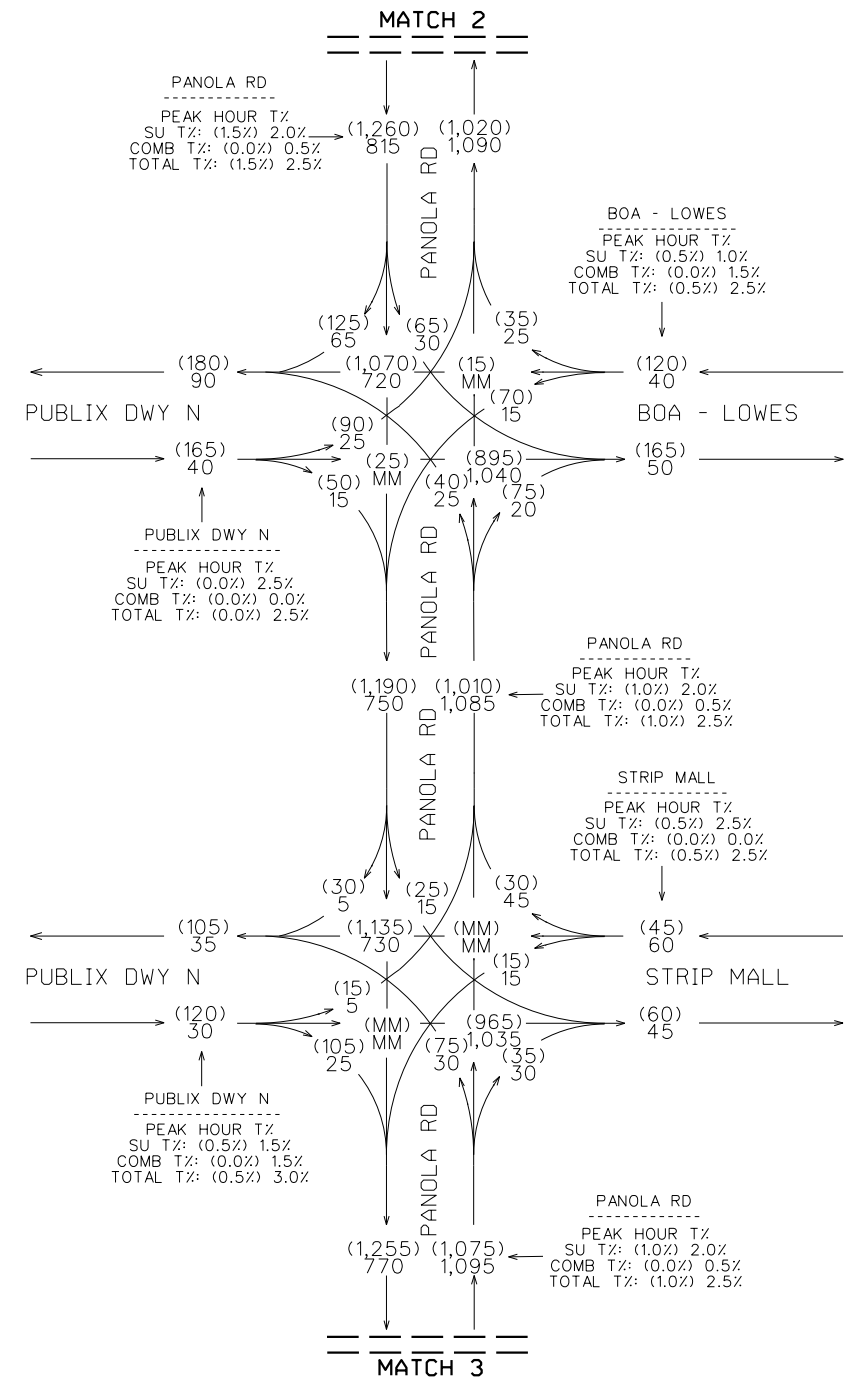 MATCH 2
PANOLA RD
PEAK HOUR T%
SU T%: (1.5%) 2.0%
COMB T%: (0.0%) 0.5%
TOTAL T%: (1.5%) 2.5%
(1,260)
815
(1,020)
1,090
PANOLA RD
BOA - LOWES
PEAK HOUR T%
SU T%: (0.5%) 1.0%
COMB T%: (0.0%) 1.5%
TOTAL T%: (0.5%) 2.5%
(125)
65
(65)
30
(35)
25
(180)
90
(1,070)
720
(15)
MM
(120)
40
(70)
15
PUBLIX DWY N
BOA - LOWES
(90)
25
(165)
40
(25)
MM
(895)
1,040
(165)
50
(50)
15
(40)
25
(75)
20
PUBLIX DWY N
PEAK HOUR T%
SU T%: (0.0%) 2.5%
COMB T%: (0.0%) 0.0%
TOTAL T%: (0.0%) 2.5%
PANOLA RD
PANOLA RD
PEAK HOUR T%
SU T%: (1.0%) 2.0%
COMB T%: (0.0%) 0.5%
TOTAL T%: (1.0%) 2.5%
(1,190)
750
(1,010)
1,085
PANOLA RD
STRIP MALL
PEAK HOUR T%
SU T%: (0.5%) 2.5%
COMB T%: (0.0%) 0.0%
TOTAL T%: (0.5%) 2.5%
(30)
5
(25)
15
(30)
45
(105)
35
(1,135)
730
(MM)
MM
(45)
60
(15)
15
PUBLIX DWY N
STRIP MALL
(15)
5
(120)
30
(MM)
MM
(965)
1,035
(60)
45
(105)
25
(75)
30
(35)
30
PUBLIX DWY N
PEAK HOUR T%
SU T%: (0.5%) 1.5%
COMB T%: (0.0%) 1.5%
TOTAL T%: (0.5%) 3.0%
PANOLA RD
PANOLA RD
PEAK HOUR T%
SU T%: (1.0%) 2.0%
COMB T%: (0.0%) 0.5%
TOTAL T%: (1.0%) 2.5%
(1,255)
770
(1,075)
1,095
MATCH 3